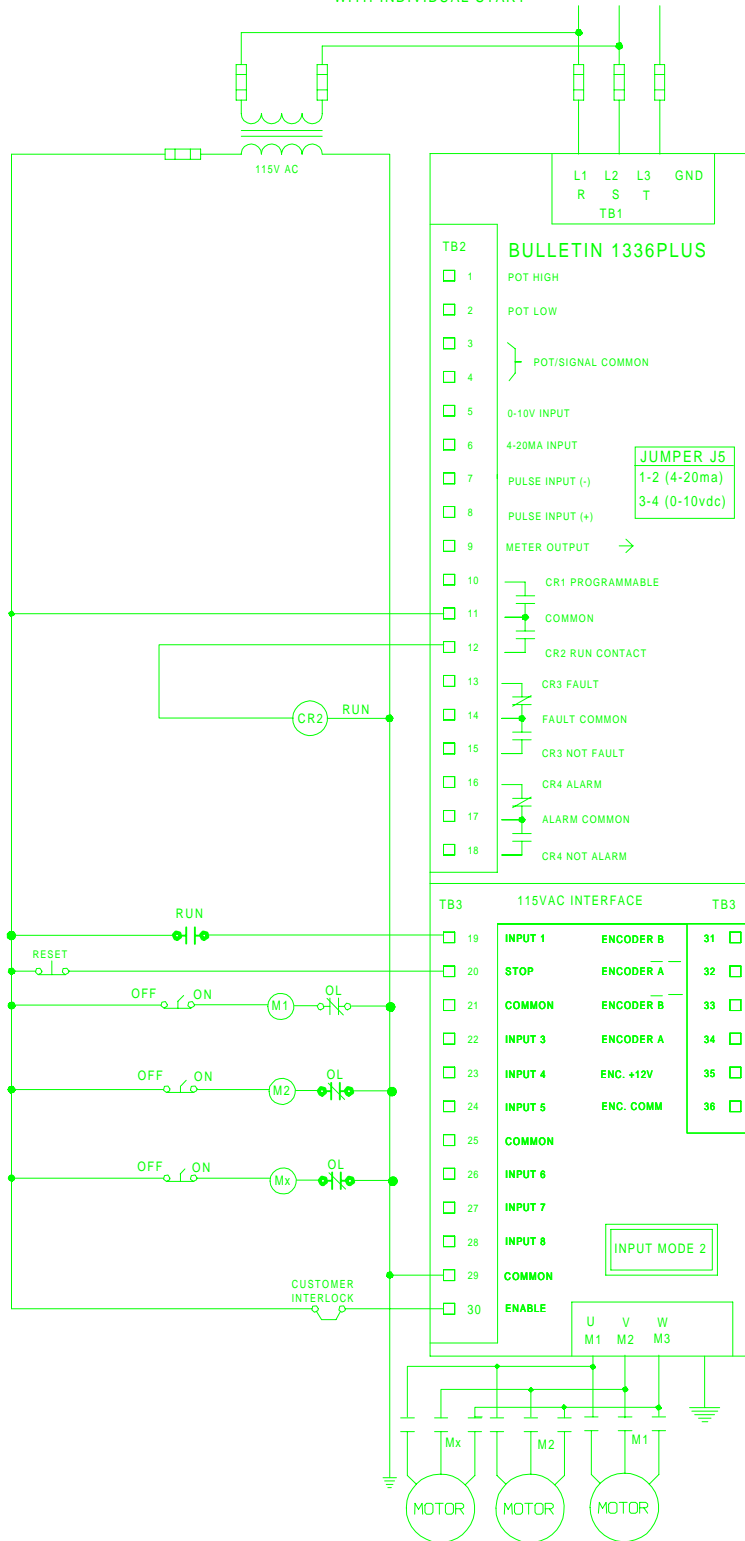 115V AC
L1 L2 L3 GND
R S T
TB1
TB2
BULLETIN 1336PLUS
1 POT HIGH
2 POT LOW
3
4
POT/SIGNAL COMMON
5 0-10V INPUT
6 4-20MA INPUT
JUMPER J5
1-2 (4-20ma)
3-4 (0-10vdc)
7 PULSE INPUT (-)
8 PULSE INPUT (+)
9 METER OUTPUT
10 CR1 PROGRAMMABLE
11 COMMON
12 CR2 RUN CONTACT
13 CR3 FAULT
CR2 RUN
14 FAULT COMMON
15 CR3 NOT FAULT
16 CR4 ALARM
17 ALARM COMMON
18 CR4 NOT ALARM
TB3 115VAC INTERFACE TB3
RUN
19 INPUT 1 ENCODER B 31
RESET
20 STOP ENCODER A 32
OFF ON M1 OL
21 COMMON ENCODER B 33
22 INPUT 3 ENCODER A 34
23 INPUT 4 ENC. +12V 35
OFF ON M2 OL
24 INPUT 5 ENC. COMM 36
25 COMMON
26 INPUT 6
OFF ON Mx OL
27 INPUT 7
28 INPUT 8
INPUT MODE 2
29 COMMON
CUSTOMER
INTERLOCK
30 ENABLE
U V W
M1 M2 M3
Mx M2 M1
MOTOR MOTOR MOTOR